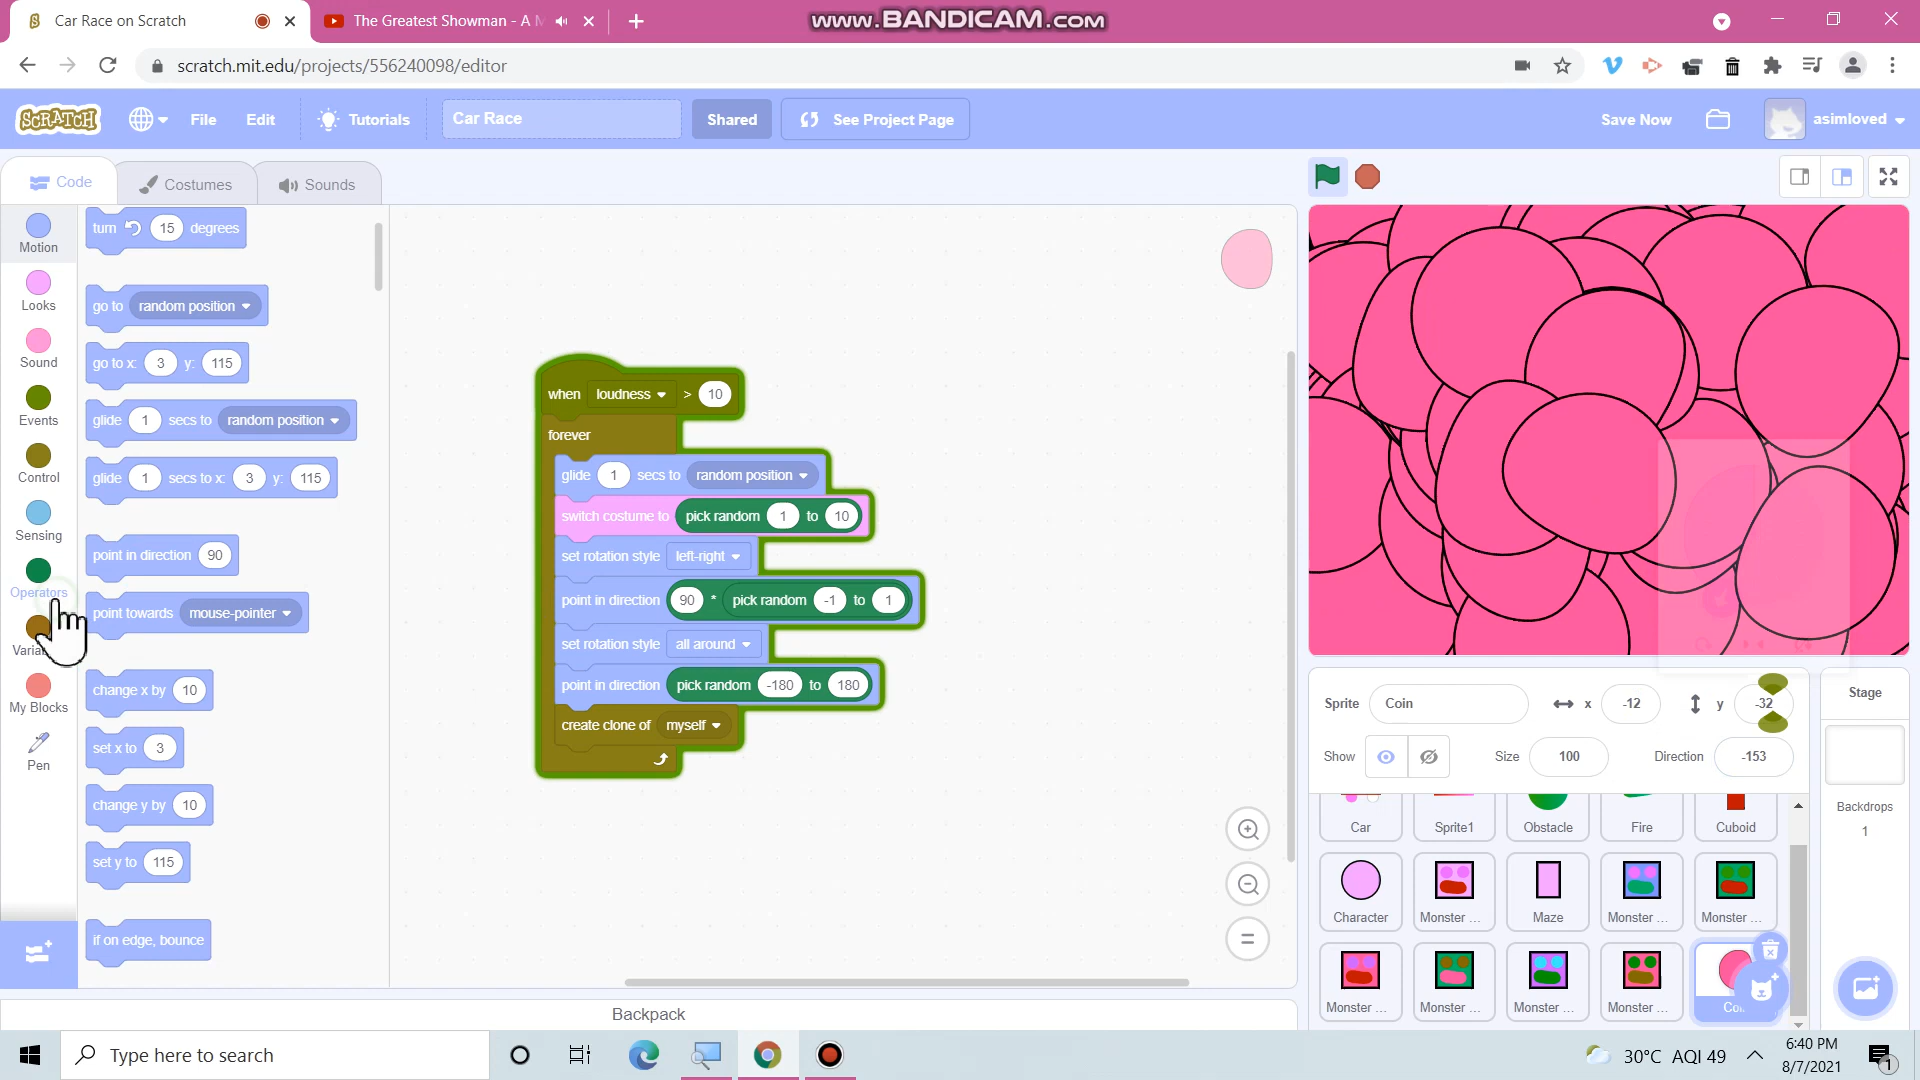 Car Race on Scratch
The Greatest Showman - A M
www.BANDICAM.com
scratch.mit.edu/projects/556240098/editor
SCRATCH
File
Edit
Tutorials
Car Race
Shared
See Project Page
Save Now
asimloved
Code
Costumes
Sounds
Motion
Looks
Sound
Events
Control
Sensing
Operators
My Blocks
Pen
turn 15 degrees
go to random position
go to x: 3 y: 115
glide 1 secs to random position
glide 1 secs to x: 3 y: 115
point in direction 90
point towards mouse-pointer
change x by 10
set x to 3
change y by 10
set y to 115
if on edge, bounce
when loudness > 10
forever
glide 1 secs to random position
switch costume to pick random 1 to 10
set rotation style left-right
point in direction 90 * pick random -1 to 1
set rotation style all around
point in direction pick random -180 to 180
create clone of myself
Sprite Coin x -12 y -32
Show Size 100 Direction -153
Stage
Backdrops
1
Car
Sprite1
Obstacle
Fire
Cuboid
Character
Monster ...
Maze
Monster ...
Monster ...
Monster ...
Monster ...
Monster ...
Monster ...
Backpack
Type here to search
30°C AQI 49
6:40 PM
8/7/2021
1